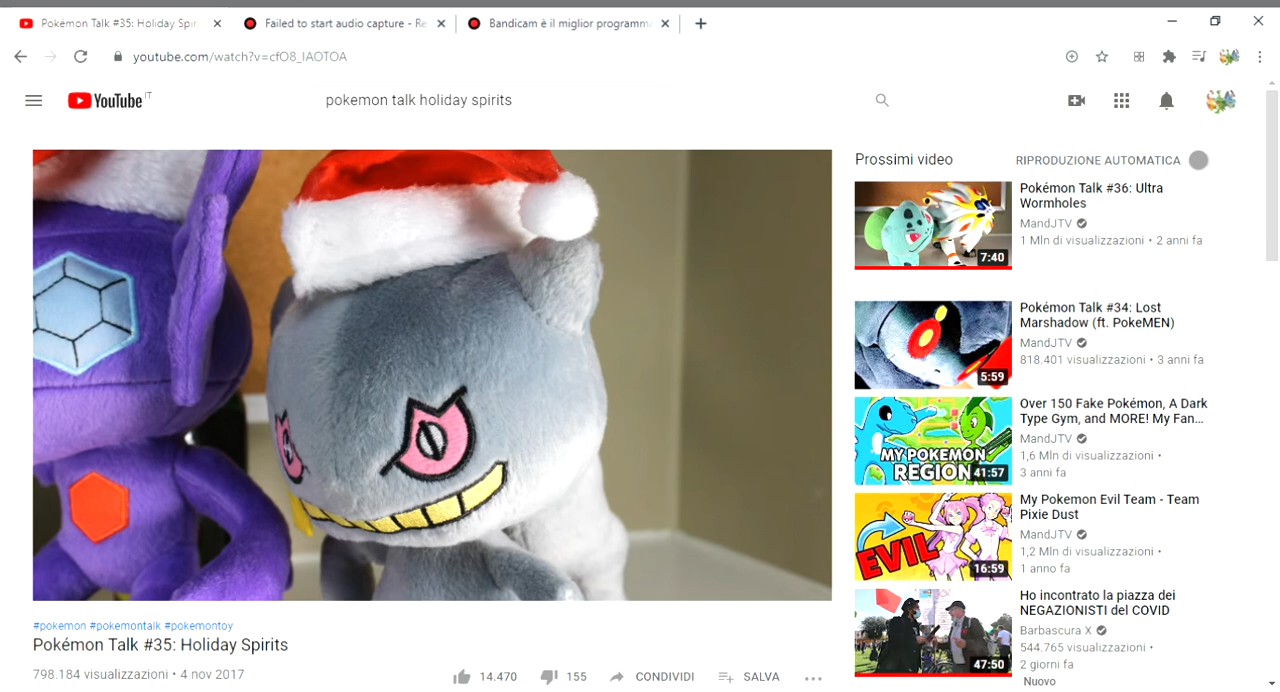 Pokémon Talk #35: Holiday Spir
Failed to start audio capture - Re
Bandicam è il miglior programma
youtube.com/watch?v=cfO8_IAOTOA
YouTube IT
pokemon talk holiday spirits
Prossimi video
RIPRODUZIONE AUTOMATICA
Pokémon Talk #36: Ultra
Wormholes
MandJTV
1 Mln di visualizzazioni • 2 anni fa
7:40
Pokémon Talk #34: Lost
Marshadow (ft. PokeMEN)
MandJTV
818.401 visualizzazioni • 3 anni fa
5:59
Over 150 Fake Pokémon, A Dark
Type Gym, and MORE! My Fan...
MandJTV
1,6 Mln di visualizzazioni •
3 anni fa
MY POKEMON
REGION
41:57
My Pokemon Evil Team - Team
Pixie Dust
MandJTV
1,2 Mln di visualizzazioni •
1 anno fa
EVIL
16:59
Ho incontrato la piazza dei
NEGAZIONISTI del COVID
Barbascura X
544.765 visualizzazioni •
2 giorni fa
Nuovo
47:50
#pokemon #pokemontalk #pokemontoy
Pokémon Talk #35: Holiday Spirits
798.184 visualizzazioni • 4 nov 2017
14.470
155
CONDIVIDI
SALVA